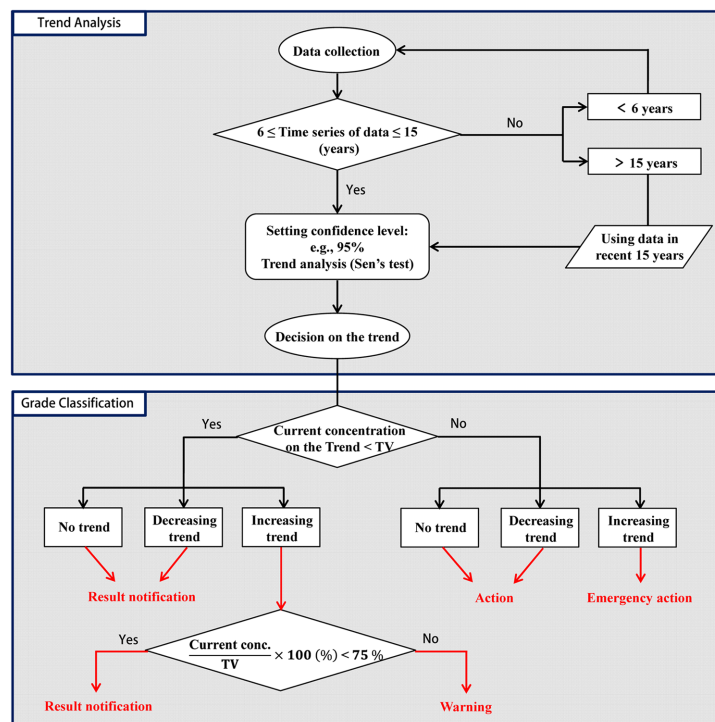 Trend Analysis
Data collection
6 ≤ Time series of data ≤ 15
(years)
No
< 6 years
> 15 years
Yes
Setting confidence level:
e.g., 95%
Trend analysis (Sen's test)
Using data in
recent 15 years
Decision on the trend
Grade Classification
Yes
Current concentration
on the Trend < TV
No
No trend
Decreasing
trend
Increasing
trend
No trend
Decreasing
trend
Increasing
trend
Result notification
Action
Emergency action
Yes
Current conc.
TV
× 100 (%) < 75 %
No
Result notification
Warning